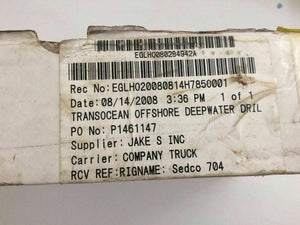 EGLHO080284942A
Rec No:EGLHO20080814H7850001
Date: 08/14/2008 3:36 PM 1 of 1
TRANSOCEAN OFFSHORE DEEPWATER DRIL
PO No: P1461147
Supplier: JAKE S INC
Carrier: COMPANY TRUCK
RCV REF:RIGNAME: Sedco 704